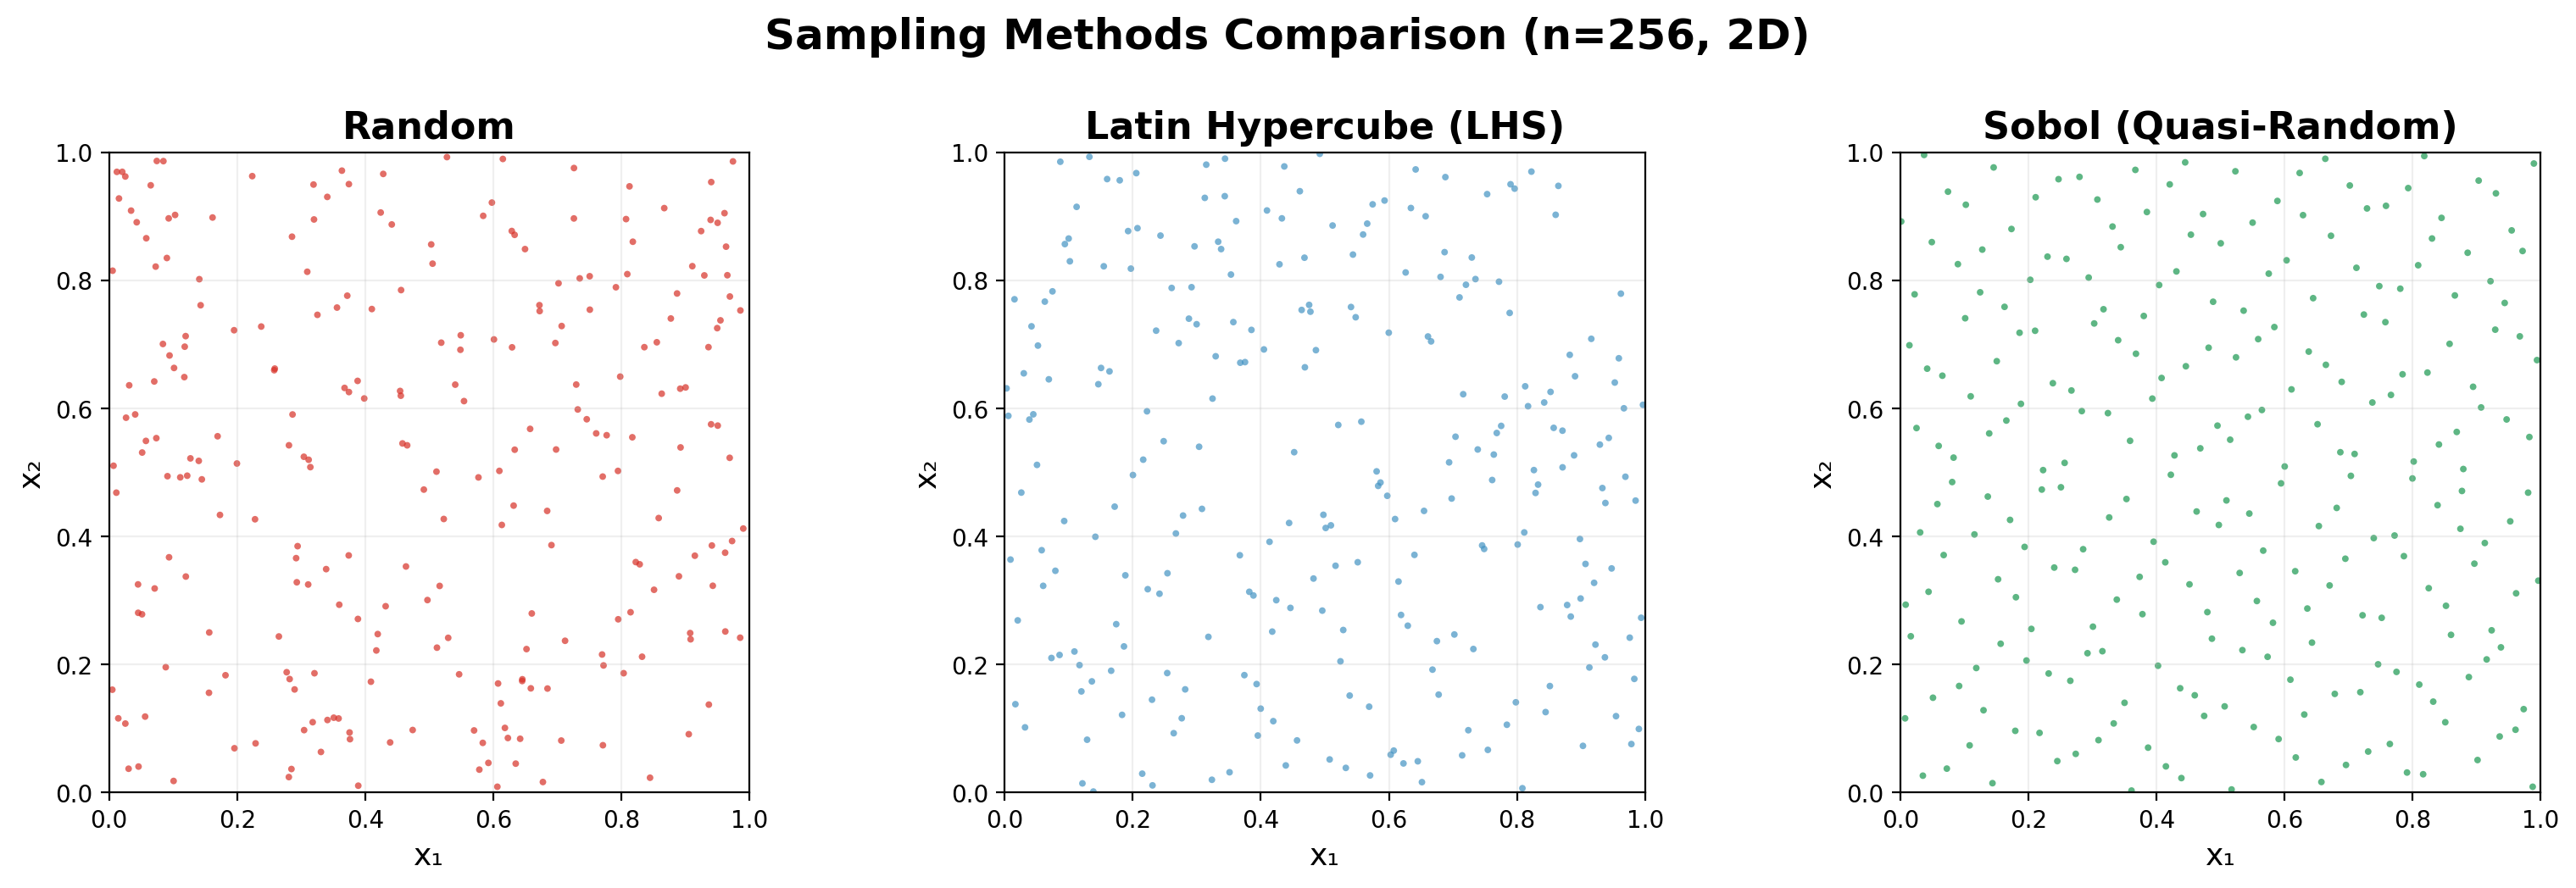 Sampling Methods Comparison (n=256, 2D)
Random
1.0
0.8
0.6
0.4
0.2
0.0
x₂
0.0 0.2 0.4 0.6 0.8 1.0
x₁
Latin Hypercube (LHS)
1.0
0.8
0.6
0.4
0.2
0.0
x₂
0.0 0.2 0.4 0.6 0.8 1.0
x₁
Sobol (Quasi-Random)
1.0
0.8
0.6
0.4
0.2
0.0
x₂
0.0 0.2 0.4 0.6 0.8 1.0
x₁